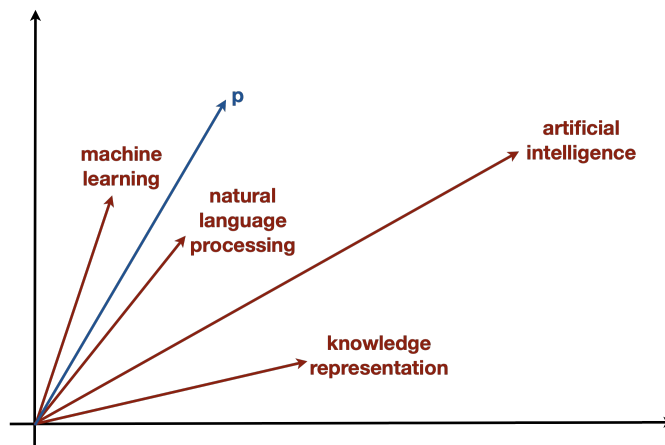 p
machine
learning
natural
language
processing
artificial
intelligence
knowledge
representation